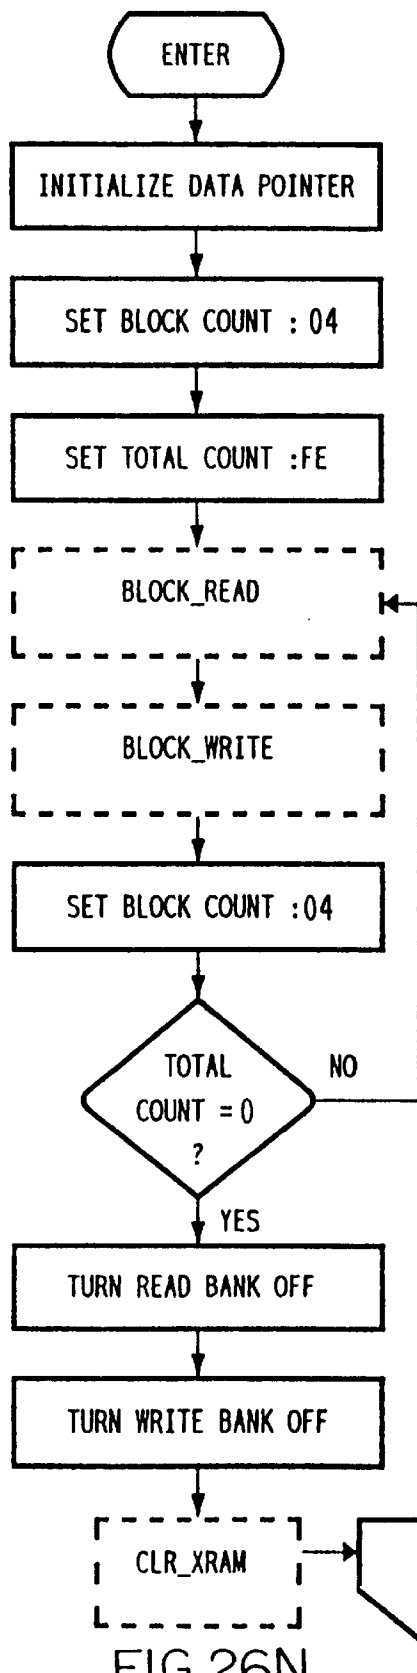 ENTER
INITIALIZE DATA POINTER
SET BLOCK COUNT : 04
SET TOTAL COUNT :FE
BLOCK_READ
BLOCK_WRITE
SET BLOCK COUNT :04
TOTAL
COUNT = 0
?
NO
YES
TURN READ BANK OFF
TURN WRITE BANK OFF
CLR_XRAM
FIG.26N